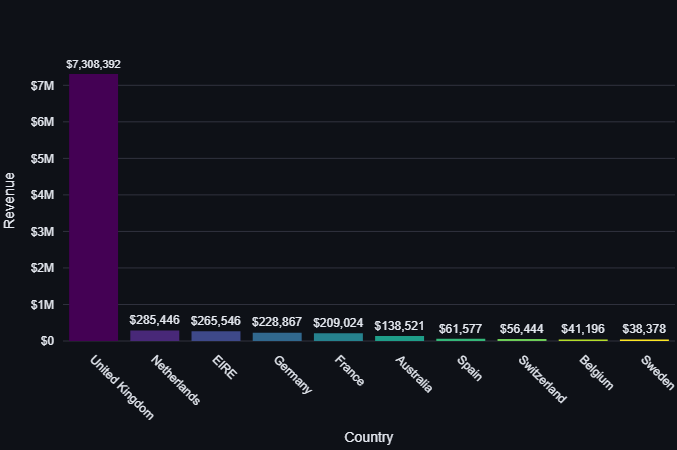 $7,308,392
$7M
$6M
$5M
$4M
$3M
$2M
$1M
$0
Revenue
$285,446
$265,546
$228,867
$209,024
$138,521
$61,577
$56,444
$41,196
$38,378
United Kingdom
Netherlands
EIRE
Germany
France
Australia
Spain
Switzerland
Belgium
Sweden
Country